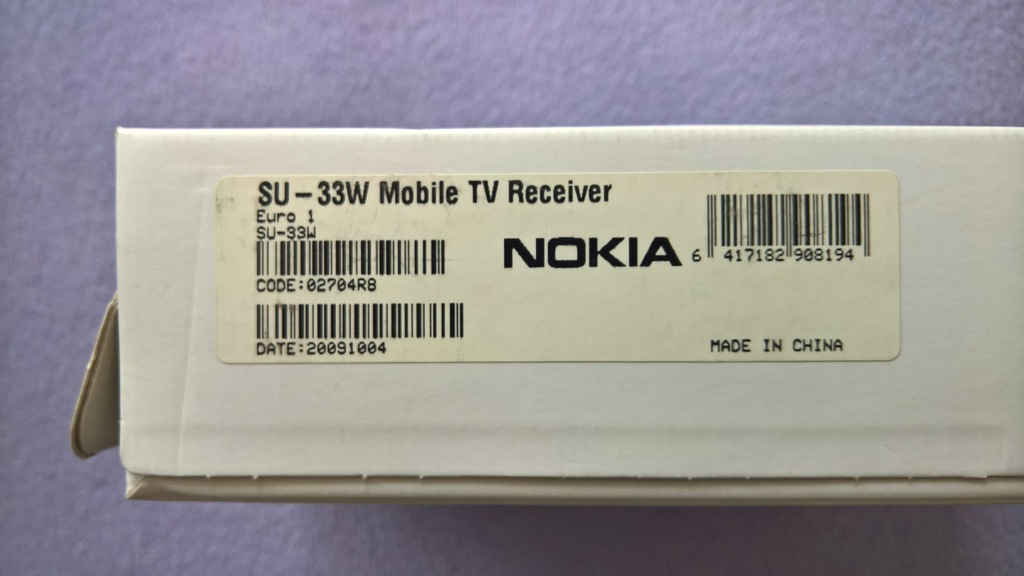 SU-33W Mobile TV Receiver
Euro 1
SU-33W
CODE:02704R8
DATE:20091004
NOKIA
6 417182 908194
MADE IN CHINA